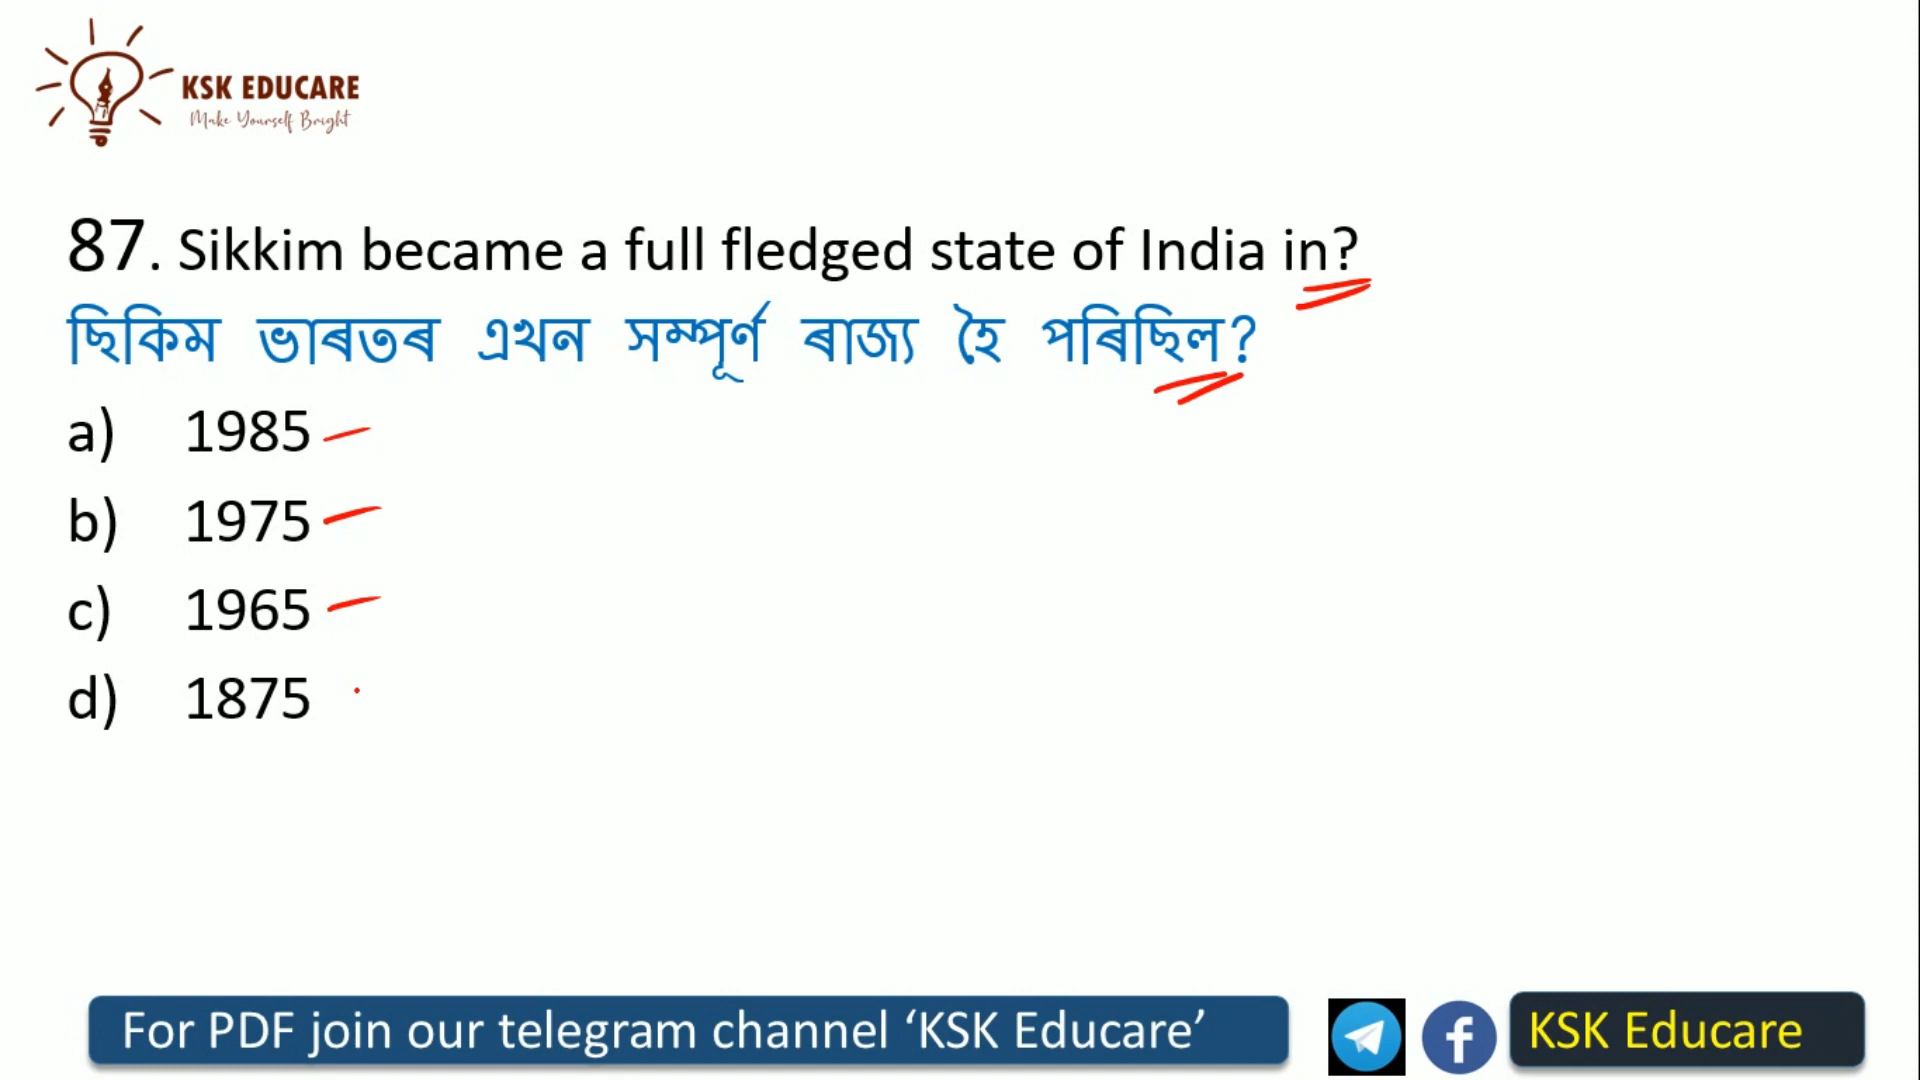 KSK EDUCARE
Make Yourself Bright
87. Sikkim became a full fledged state of India in?
ছিকিম ভাৰতৰ এখন সম্পূৰ্ণ ৰাজ্য হৈ পৰিছিল?
a) 1985
b) 1975
c) 1965
d) 1875
For PDF join our telegram channel ‘KSK Educare’
KSK Educare